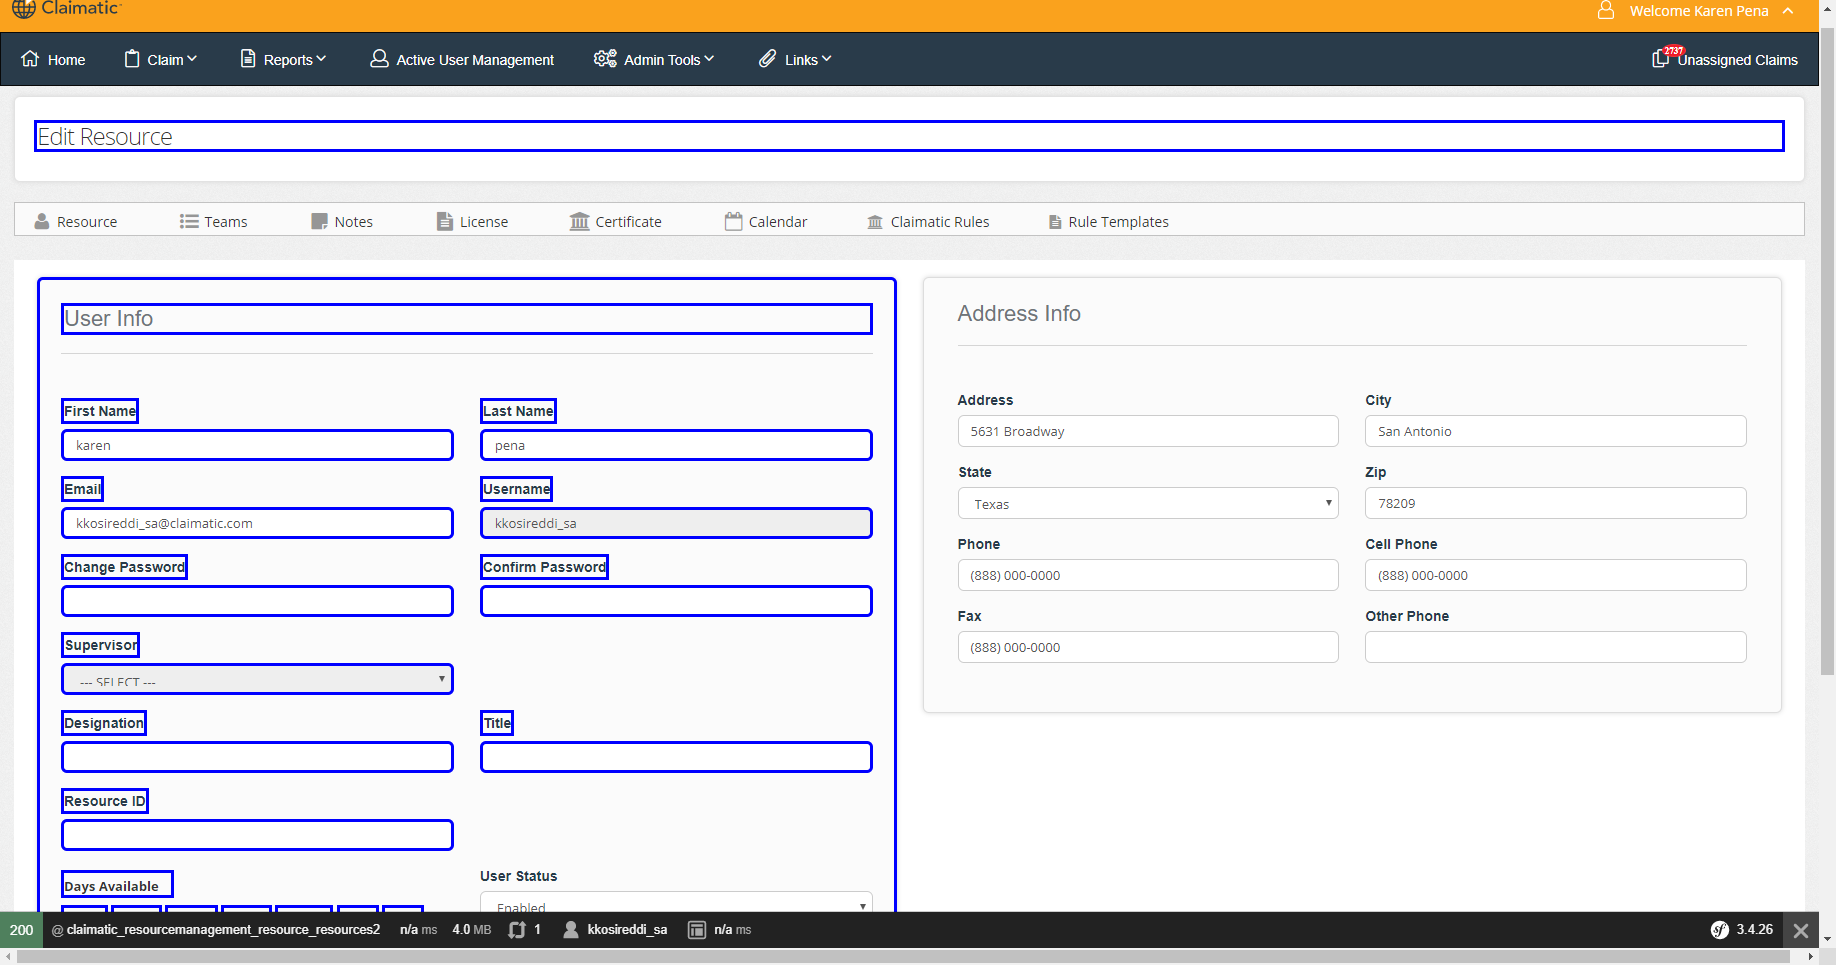 Claimatic
Welcome Karen Pena
Home Claim Reports Active User Management Admin Tools Links 2737 Unassigned Claims
Edit Resource
Resource Teams Notes License Certificate Calendar Claimatic Rules Rule Templates
User Info
First Name Last Name
karen pena
Email Username
kkosireddi_sa@claimatic.com kkosireddi_sa
Change Password Confirm Password
Supervisor
--- SELECT ---
Designation Title
Resource ID
Days Available User Status
Enabled
Address Info
Address City
5631 Broadway San Antonio
State Zip
Texas 78209
Phone Cell Phone
(888) 000-0000 (888) 000-0000
Fax Other Phone
(888) 000-0000
200 @ claimatic_resourcemanagement_resource_resources2 n/a ms 4.0 MB 1 kkosireddi_sa n/a ms sf 3.4.26